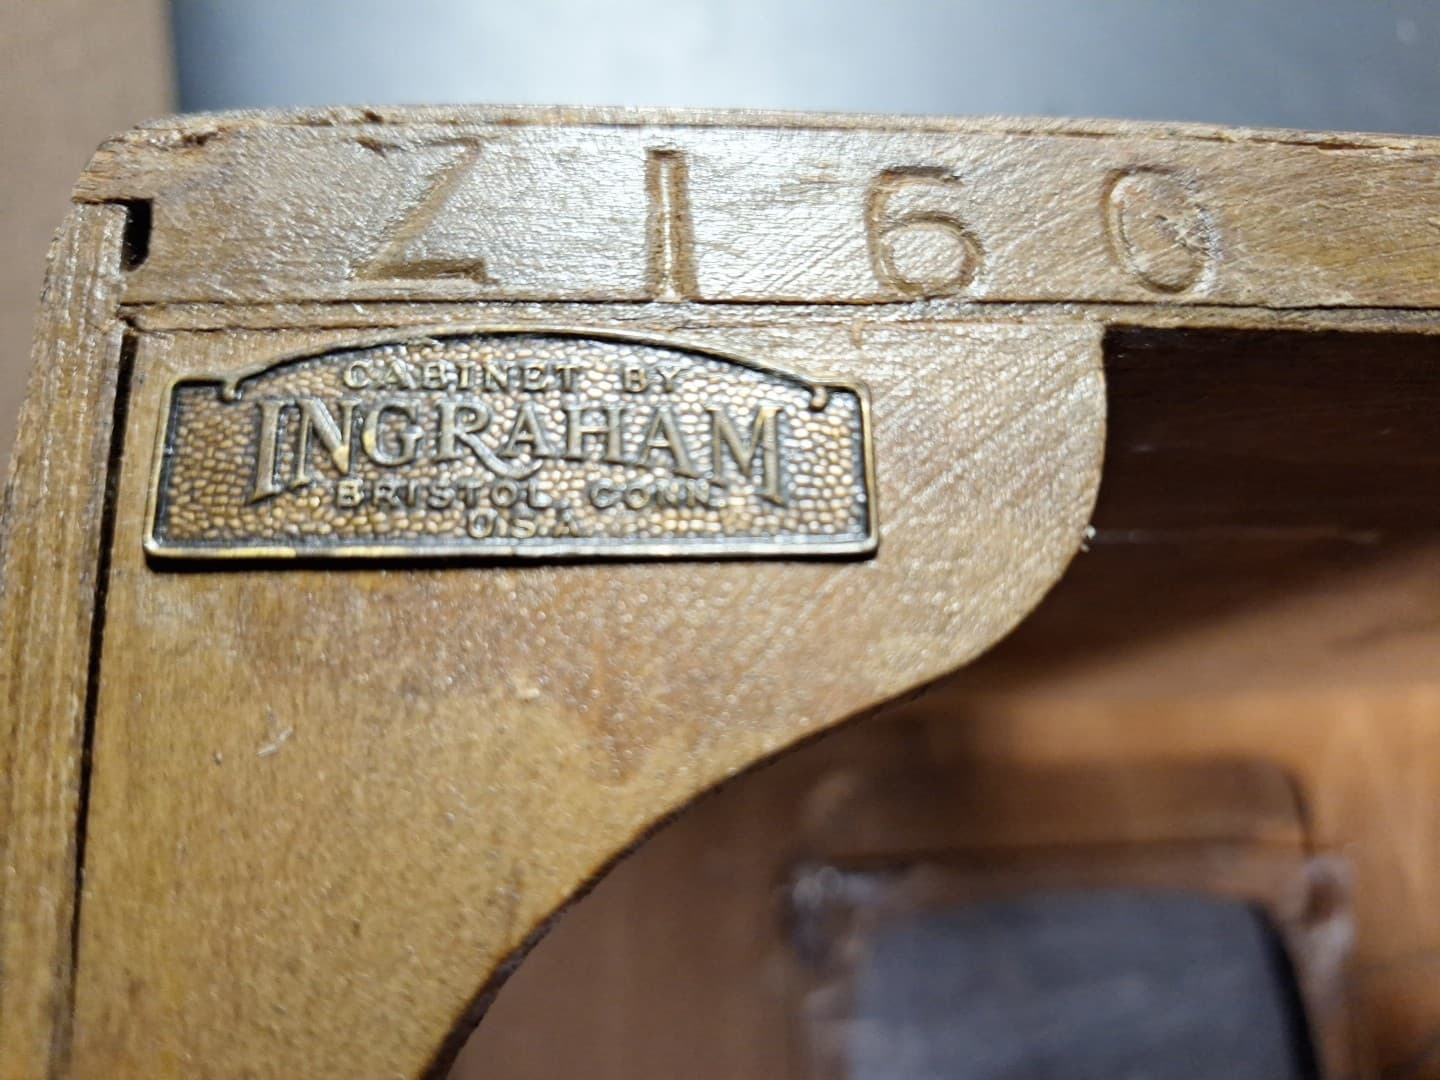 Z160
CABINET BY
INGRAHAM
BRISTOL, CONN.
U.S.A.